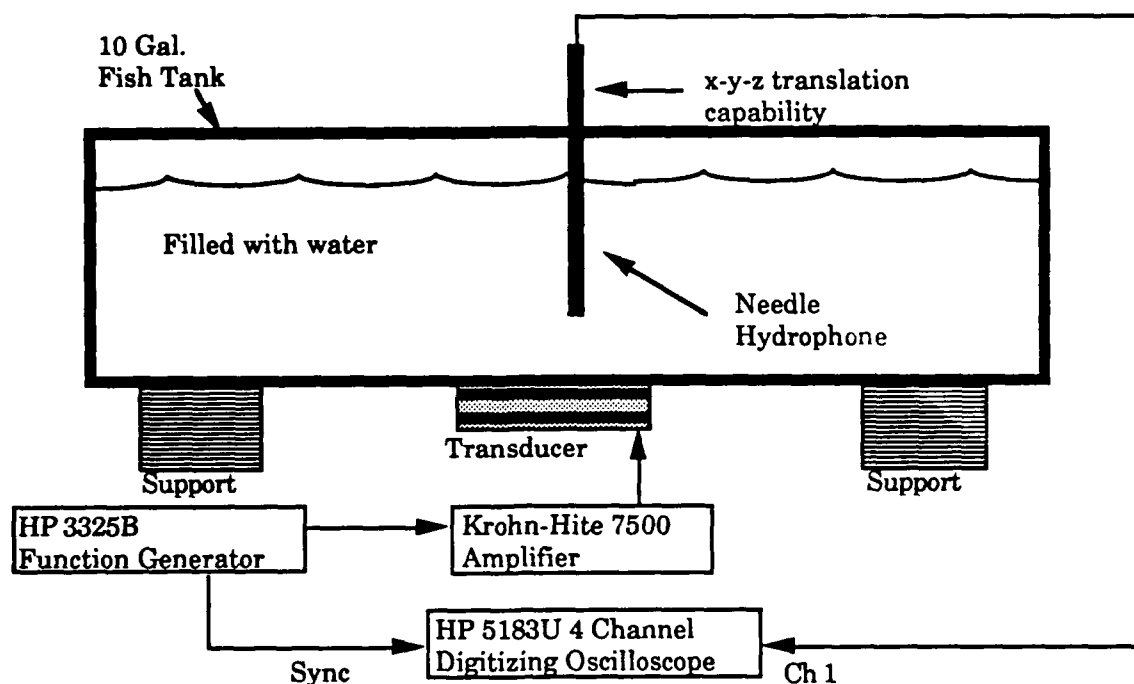 10 Gal.
Fish Tank
x-y-z translation
capability
Filled with water
Needle
Hydrophone
Transducer
Support
Support
HP 3325B
Function Generator
Krohn-Hite 7500
Amplifier
HP 5183U 4 Channel
Digitizing Oscilloscope
Sync
Ch 1